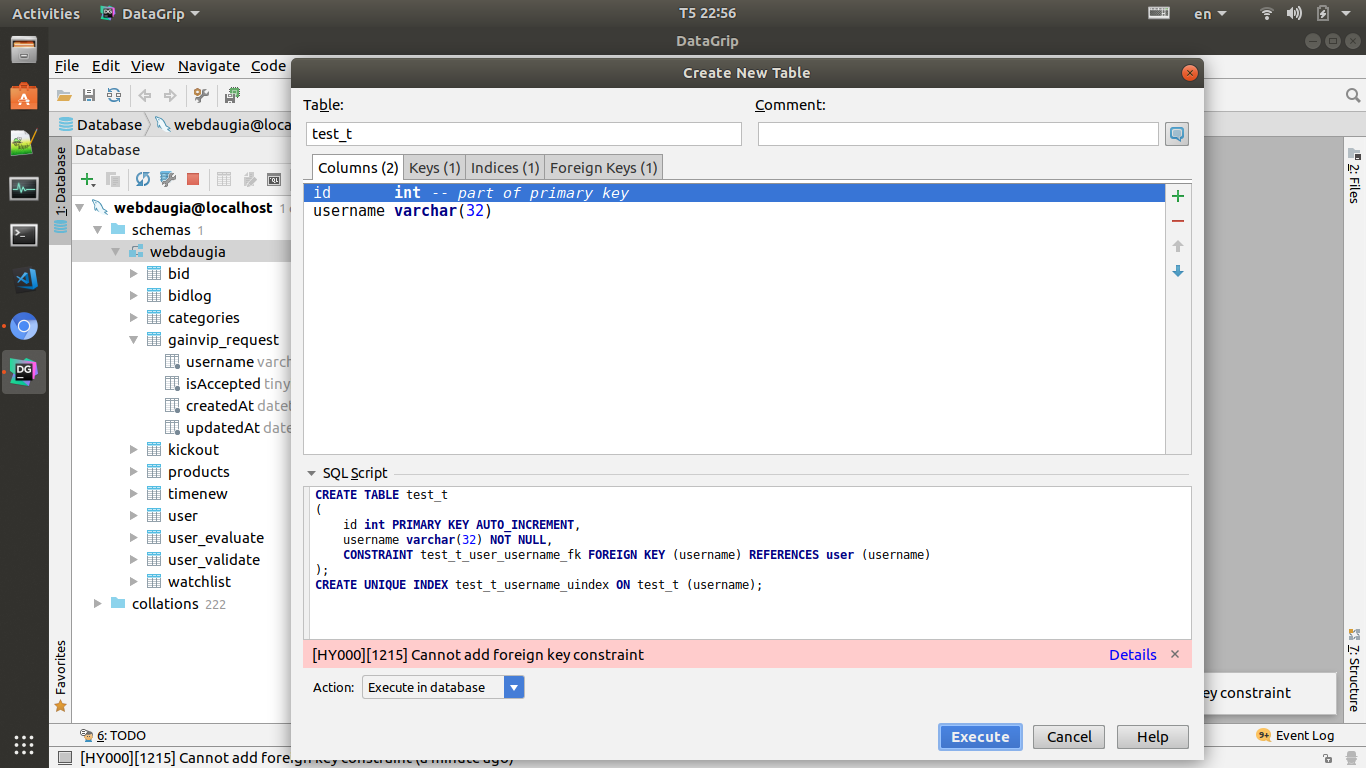 Activities DataGrip T5 22:56 en
DataGrip
File Edit View Navigate Code
Create New Table
Database webdaugia@loca
Table: Comment:
test_t
Database
Columns (2) Keys (1) Indices (1) Foreign Keys (1)
id int -- part of primary key
username varchar(32)
1: Database
2: Files
webdaugia@localhost 1
schemas 1
webdaugia
bid
bidlog
categories
gainvip_request
username varch
isAccepted tiny
createdAt datet
updatedAt date
kickout
products
timenew
user
user_evaluate
user_validate
watchlist
collations 222
SQL Script
CREATE TABLE test_t
(
id int PRIMARY KEY AUTO_INCREMENT,
username varchar(32) NOT NULL,
CONSTRAINT test_t_user_username_fk FOREIGN KEY (username) REFERENCES user (username)
);
CREATE UNIQUE INDEX test_t_username_uindex ON test_t (username);
[HY000][1215] Cannot add foreign key constraint Details
Action: Execute in database
ey constraint
Favorites
7: Structure
Execute Cancel Help
6: TODO 9+ Event Log
[HY000][1215] Cannot add foreign key constraint (a minute ago)